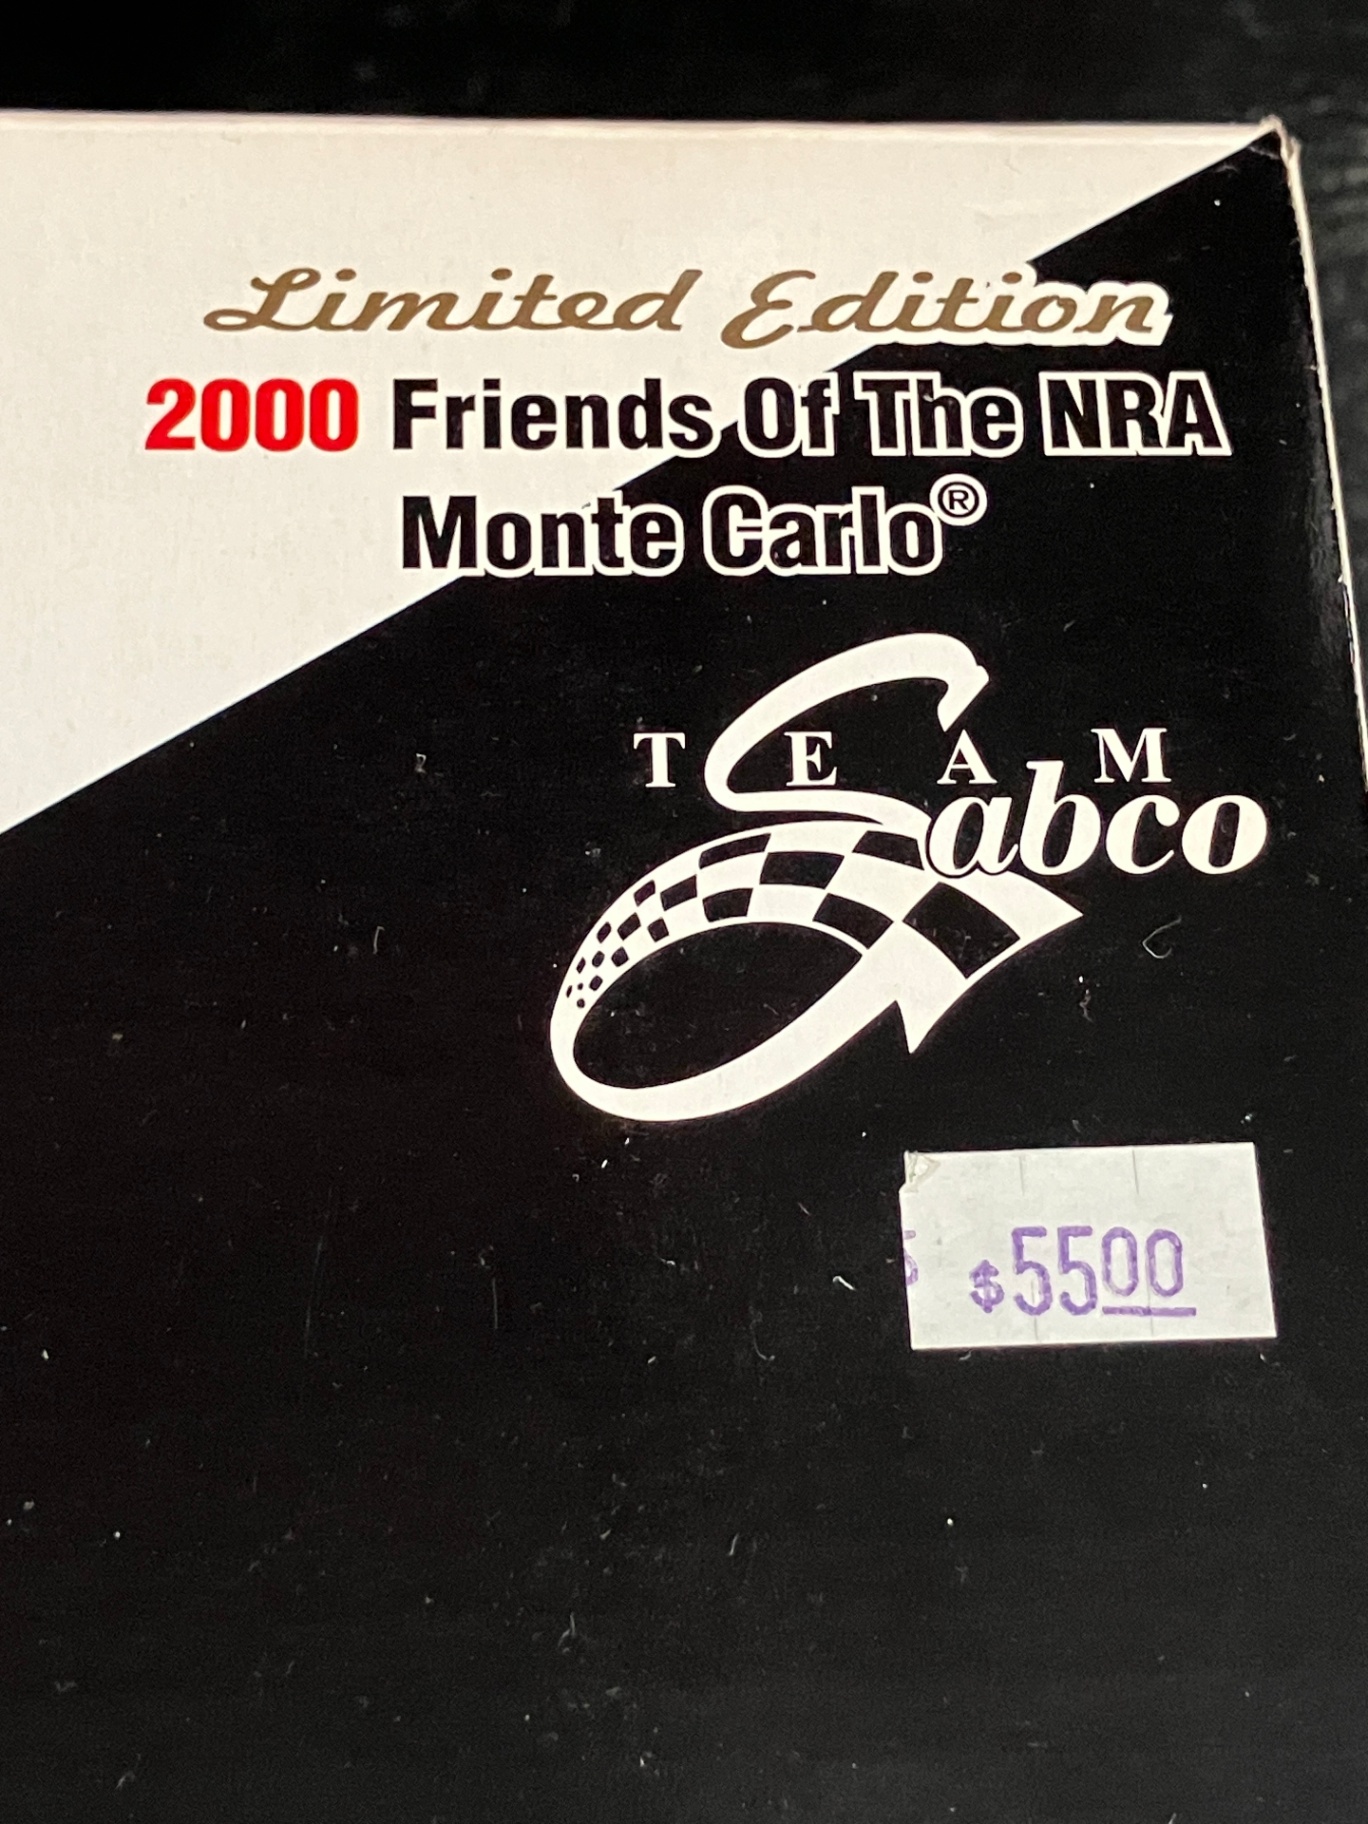 Limited Edition
2000 Friends Of The NRA
Monte Carlo®
TEAM
Sabco
$5500